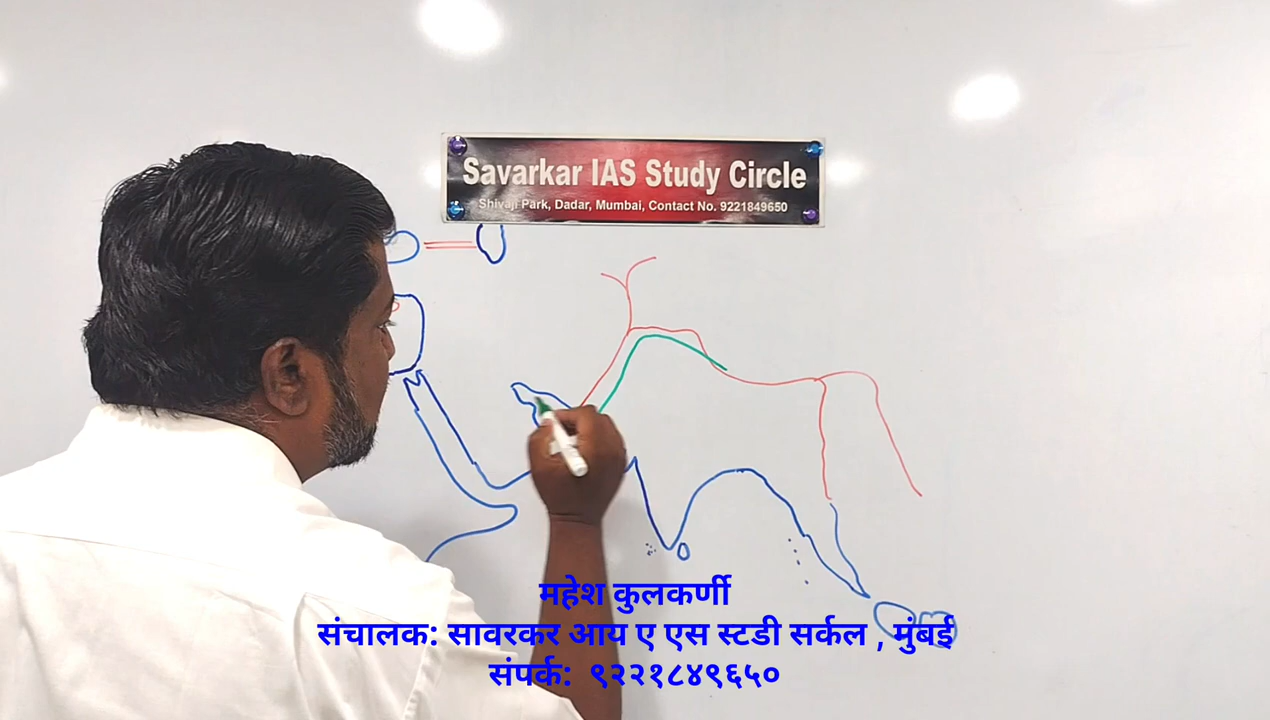 Savarkar IAS Study Circle
Shivaji Park, Dadar, Mumbai, Contact No. 9221849650
महेश कुलकर्णी
संचालक: सावरकर आय ए एस स्टडी सर्कल , मुंबई
संपर्क: ९२२१८४९६५०